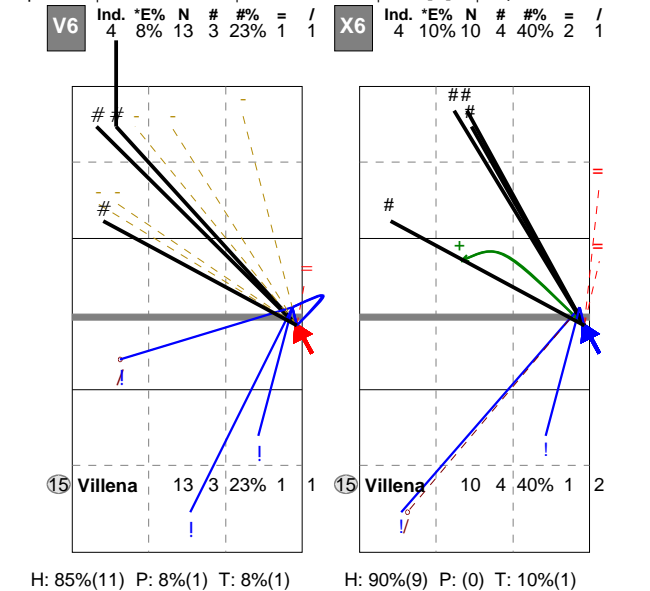 V6 Ind. *E% N # #% = /
4 8% 13 3 23% 1 1
X6 Ind. *E% N # #% = /
4 10% 10 4 40% 2 1
# #
- - -
- -
#
=
!
/
!
!
15 Villena 13 3 23% 1 1
H: 85%(11) P: 8%(1) T: 8%(1)
##
#
#
+
=
=
!
!
/
15 Villena 10 4 40% 1 2
H: 90%(9) P: (0) T: 10%(1)